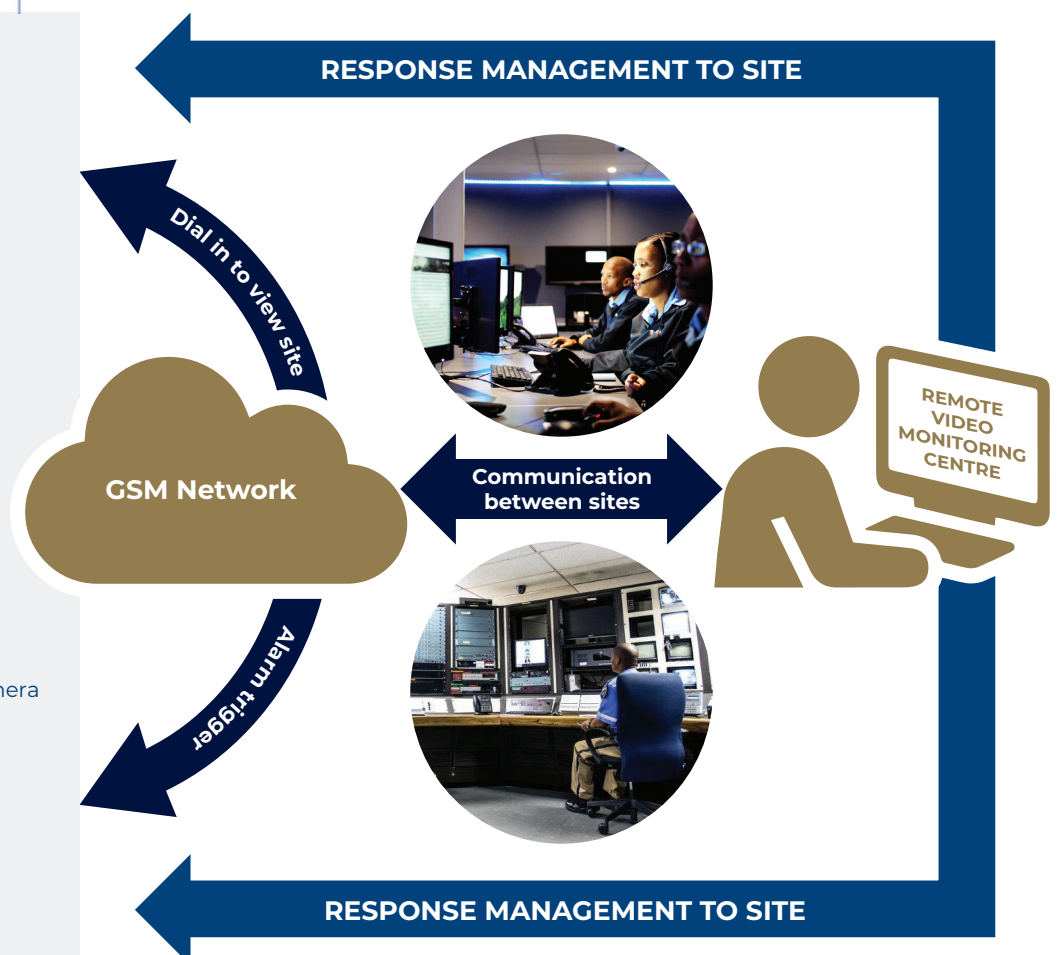 RESPONSE MANAGEMENT TO SITE
Dial in to view site
REMOTE
VIDEO
MONITORING
CENTRE
GSM Network
Communication
between sites
Alarm trigger
RESPONSE MANAGEMENT TO SITE